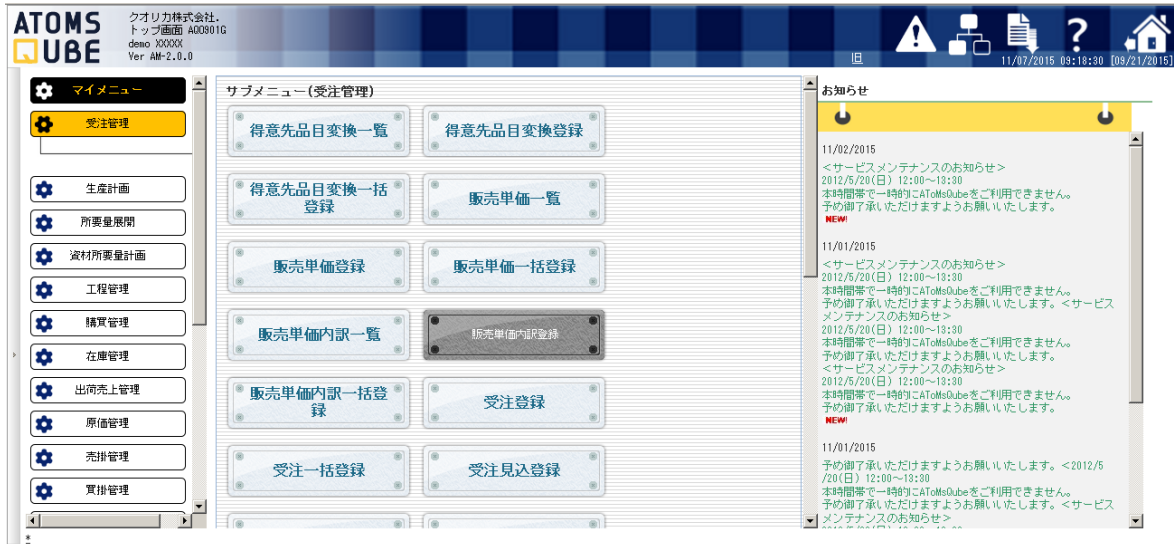 ATOMS
QUBE
クオリカ株式会社.
トップ画面 AQ0901G
demo XXXXX
Ver AM-2.0.0
旧
?
11/07/2015 09:18:30 [09/21/2015]
マイメニュー
受注管理
生産計画
所要量展開
資材所要量計画
工程管理
購買管理
在庫管理
出荷売上管理
原価管理
売掛管理
買掛管理
サブメニュー(受注管理)
得意先品目変換一覧
得意先品目変換登録
得意先品目変換一括
登録
販売単価一覧
販売単価登録
販売単価一括登録
販売単価内訳一覧
販売単価内訳登録
販売単価内訳一括登
録
受注登録
受注一括登録
受注見込登録
お知らせ
11/02/2015
<サービスメンテナンスのお知らせ>
2012/5/20(日) 12:00~13:30
本時間帯で一時的にAToMsQubeをご利用できません。
予め御了承いただけますようお願いいたします。
NEW!
11/01/2015
<サービスメンテナンスのお知らせ>
2012/5/20(日) 12:00~13:30
本時間帯で一時的にAToMsQubeをご利用できません。
予め御了承いただけますようお願いいたします。<サービス
メンテナンスのお知らせ>
2012/5/20(日) 12:00~13:30
本時間帯で一時的にAToMsQubeをご利用できません。
予め御了承いただけますようお願いいたします。
<サービスメンテナンスのお知らせ>
2012/5/20(日) 12:00~13:30
本時間帯で一時的にAToMsQubeをご利用できません。
予め御了承いただけますようお願いいたします。
NEW!
11/01/2015
予め御了承いただけますようお願いいたします。<2012/5
/20(日) 12:00~13:30
本時間帯で一時的にAToMsQubeをご利用できません。
予め御了承いただけますようお願いいたします。<サービス
メンテナンスのお知らせ>
*